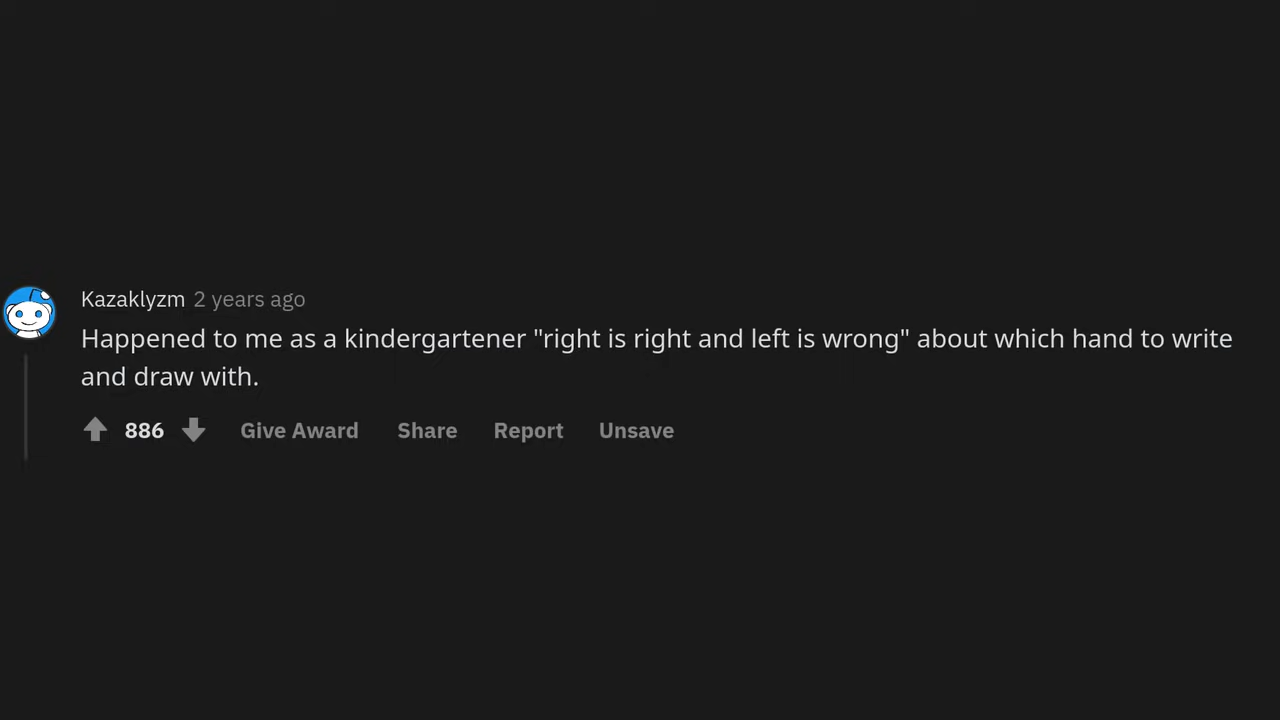 Kazaklyzm 2 years ago
Happened to me as a kindergartener "right is right and left is wrong" about which hand to write
and draw with.
886 Give Award Share Report Unsave